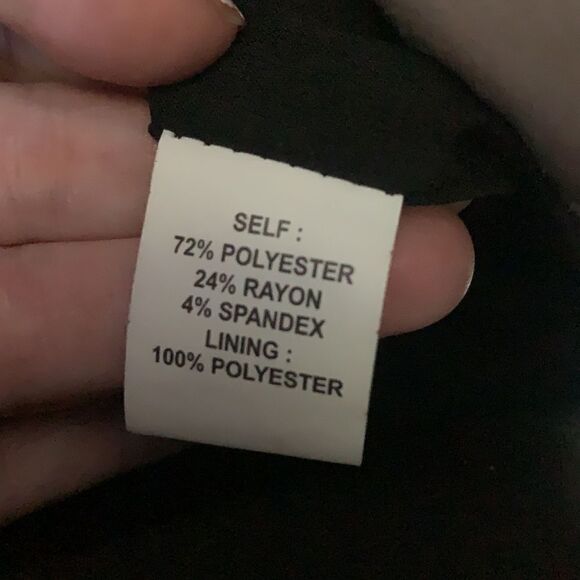 SELF :
72% POLYESTER
24% RAYON
4% SPANDEX
LINING :
100% POLYESTER